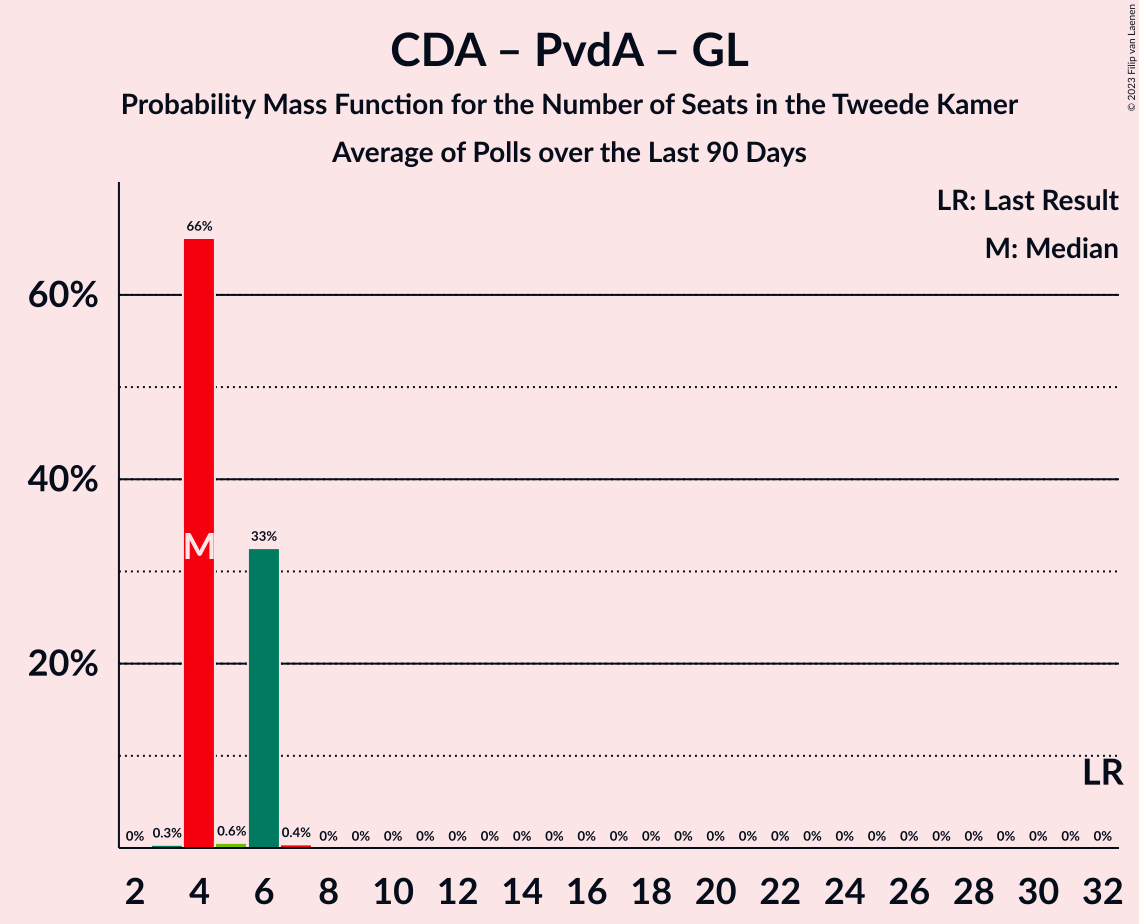 CDA – PvdA – GL
Probability Mass Function for the Number of Seats in the Tweede Kamer
Average of Polls over the Last 90 Days
© 2023 Filip van Laenen
LR: Last Result
M: Median
60%
40%
20%
66%
M
33%
LR
0% 0.3% 0.6% 0.4% 0% 0% 0% 0% 0% 0% 0% 0% 0% 0% 0% 0% 0% 0% 0% 0% 0% 0% 0% 0% 0% 0% 0% 0% 0%
2 4 6 8 10 12 14 16 18 20 22 24 26 28 30 32